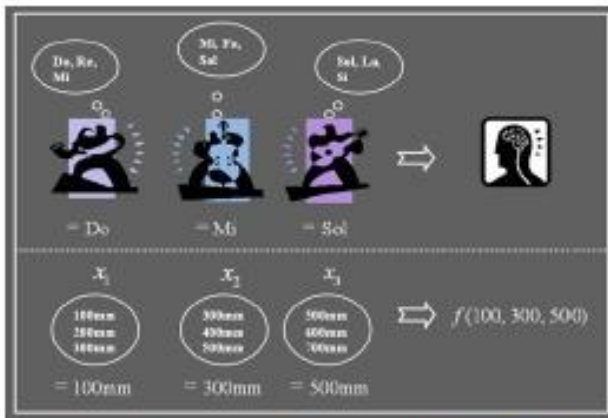 Do, Re,
Mi
Mi, Fa,
Sol
Sol, La,
Si
= Do
= Mi
= Sol
x₁
x₂
x₃
100mm
200mm
300mm
300mm
400mm
500mm
500mm
600mm
700mm
f(100, 300, 500)
= 100mm
= 300mm
= 500mm